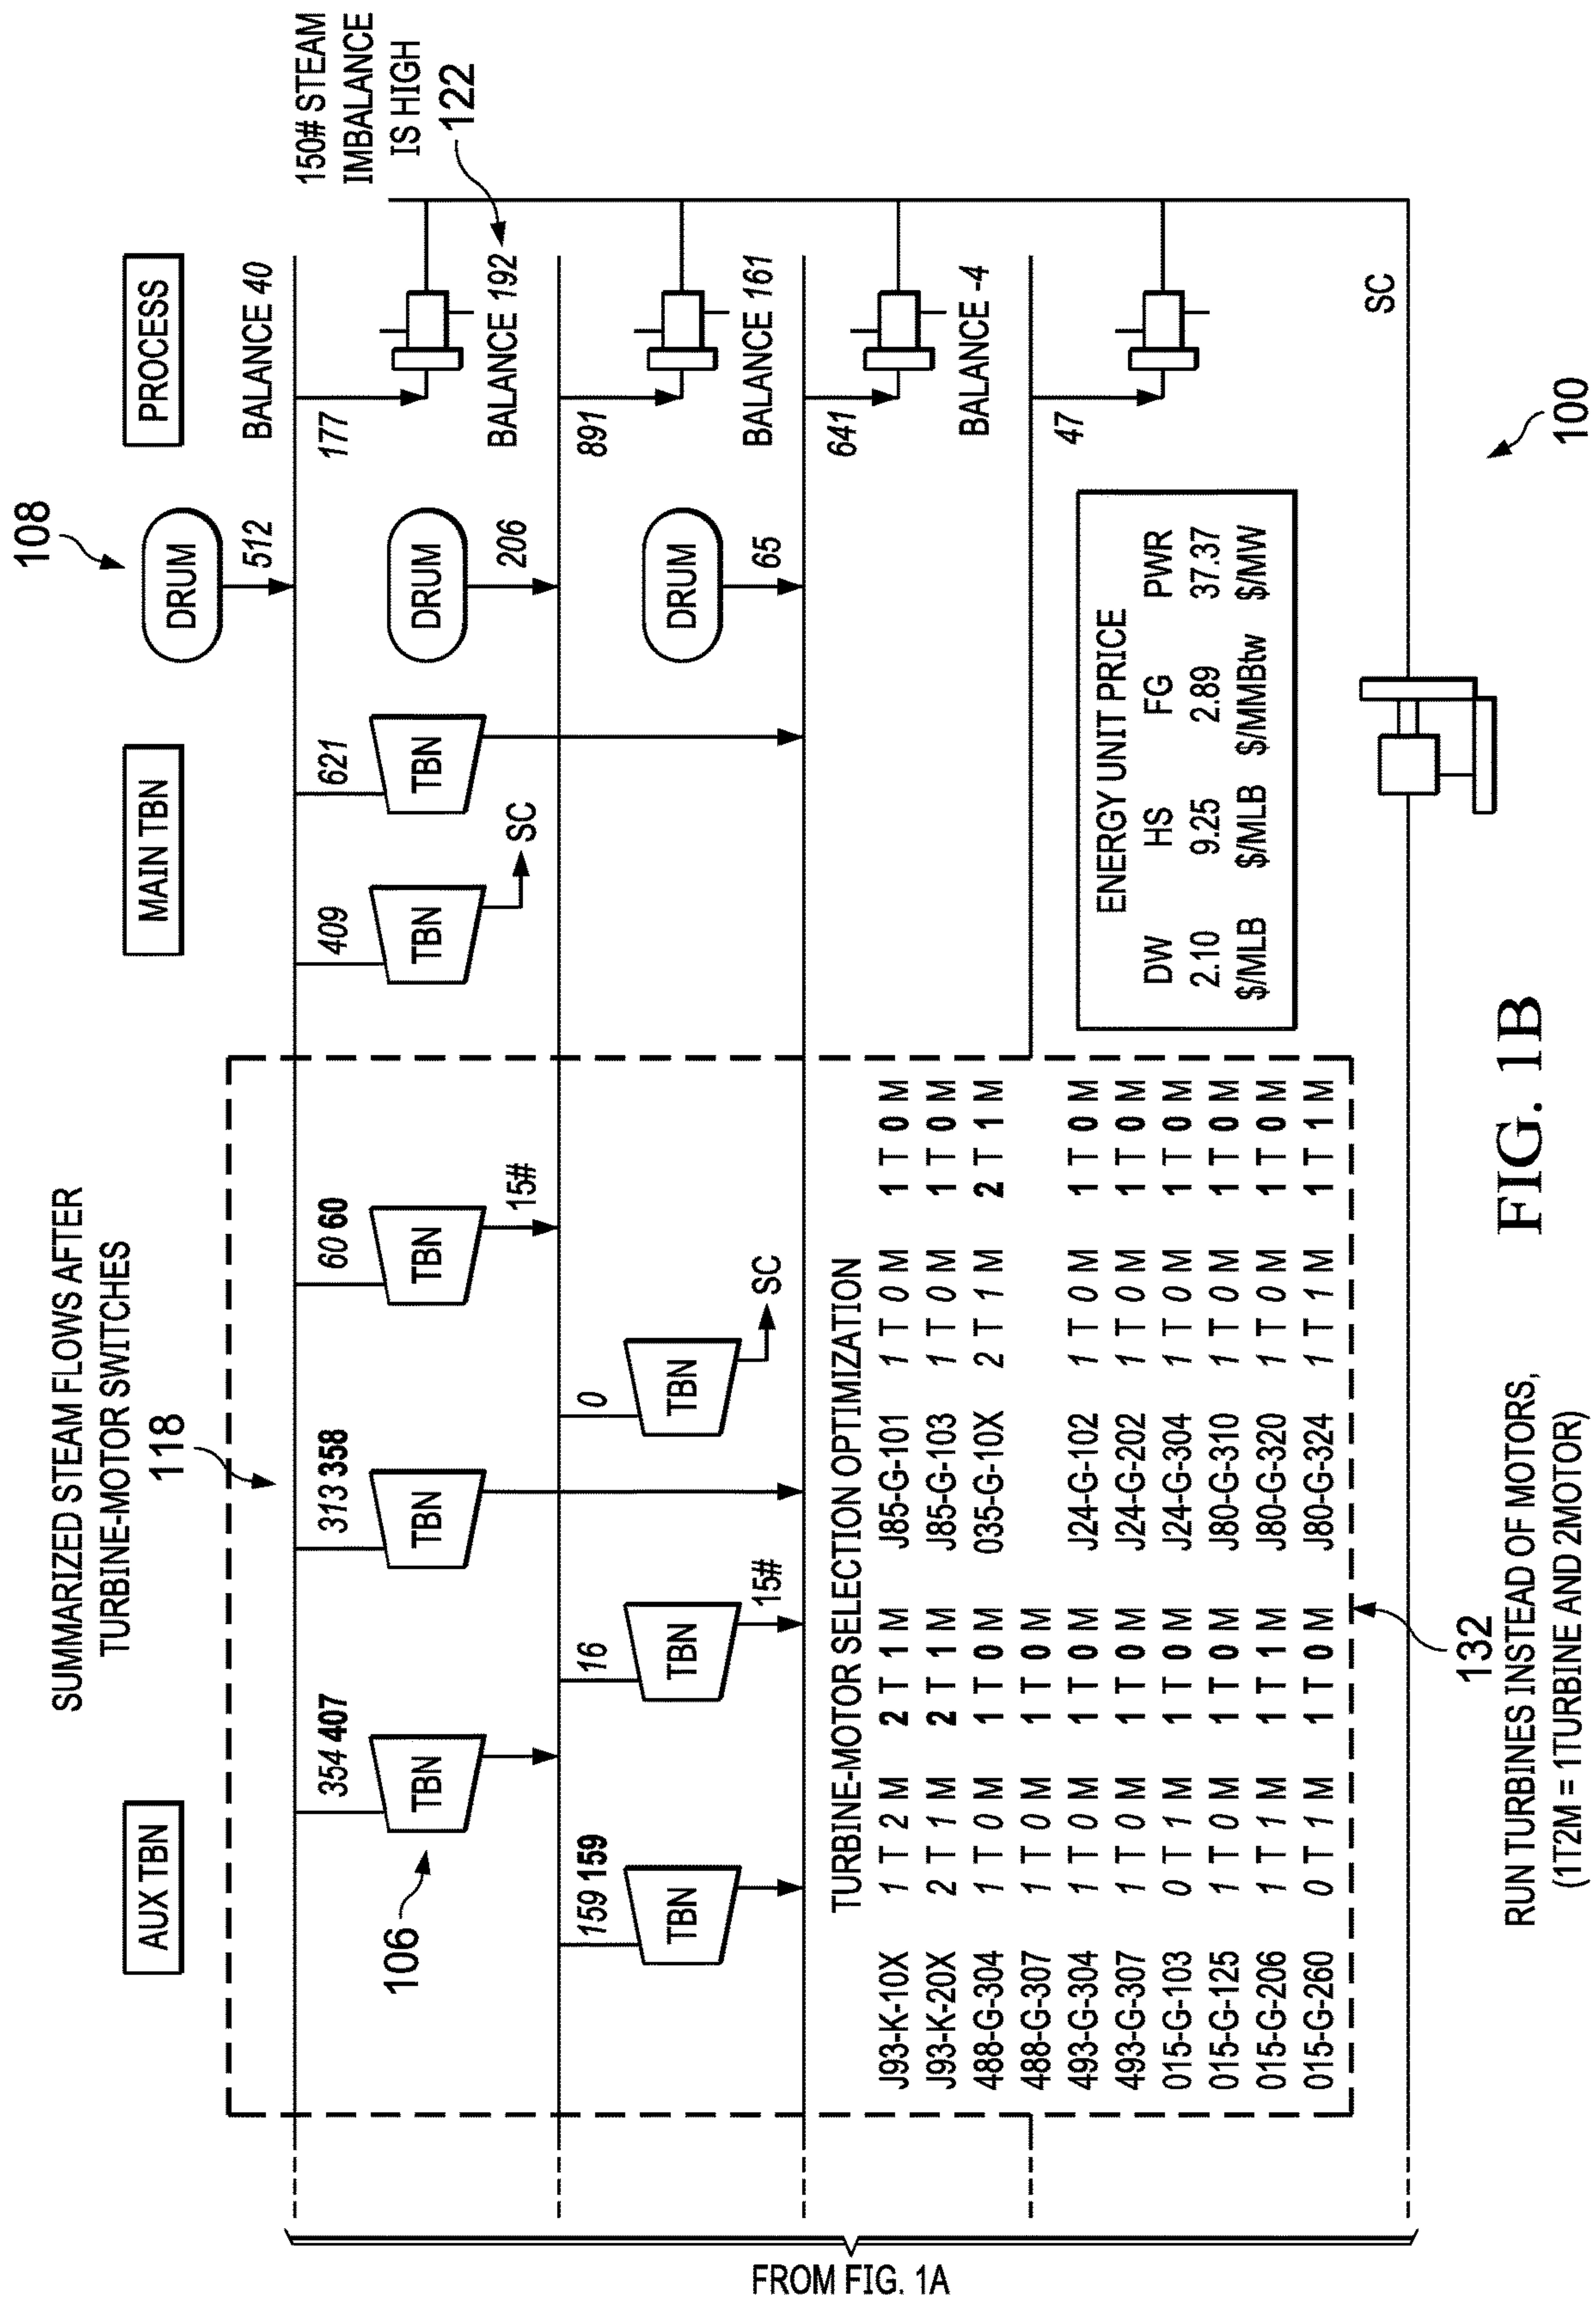 SUMMARIZED STEAM FLOWS AFTER
TURBINE-MOTOR SWITCHES
118
108
150# STEAM
IMBALANCE
IS HIGH
122
AUX TBN
MAIN TBN
PROCESS
DRUM
512
BALANCE 40
354 407
313 358
60 60
409
621
177
TBN
TBN
TBN
TBN
TBN
DRUM
106
15#
SC
206
BALANCE 192
159 159
16
0
891
TBN
TBN
TBN
DRUM
15#
SC
65
BALANCE 161
641
TURBINE-MOTOR SELECTION OPTIMIZATION
J93-K-10X 1 T 2 M 2 T 1 M J85-G-101 1 T 0 M 1 T 0 M
J93-K-20X 2 T 1 M 2 T 1 M J85-G-103 1 T 0 M 1 T 0 M
488-G-304 1 T 0 M 1 T 0 M 035-G-10X 2 T 1 M 2 T 1 M
488-G-307 1 T 0 M 1 T 0 M
493-G-304 1 T 0 M 1 T 0 M J24-G-102 1 T 0 M 1 T 0 M
493-G-307 1 T 0 M 1 T 0 M J24-G-202 1 T 0 M 1 T 0 M
015-G-103 0 T 1 M 1 T 0 M J24-G-304 1 T 0 M 1 T 0 M
015-G-125 1 T 0 M 1 T 0 M J80-G-310 1 T 0 M 1 T 0 M
015-G-206 1 T 1 M 1 T 1 M J80-G-320 1 T 0 M 1 T 0 M
015-G-260 0 T 1 M 1 T 0 M J80-G-324 1 T 1 M 1 T 1 M
BALANCE -4
47
ENERGY UNIT PRICE
DW HS FG PWR
2.10 9.25 2.89 37.37
$/MLB $/MLB $/MMBtw $/MW
SC
132
RUN TURBINES INSTEAD OF MOTORS,
(1T2M = 1TURBINE AND 2MOTOR)
100
FROM FIG. 1A
FIG. 1B